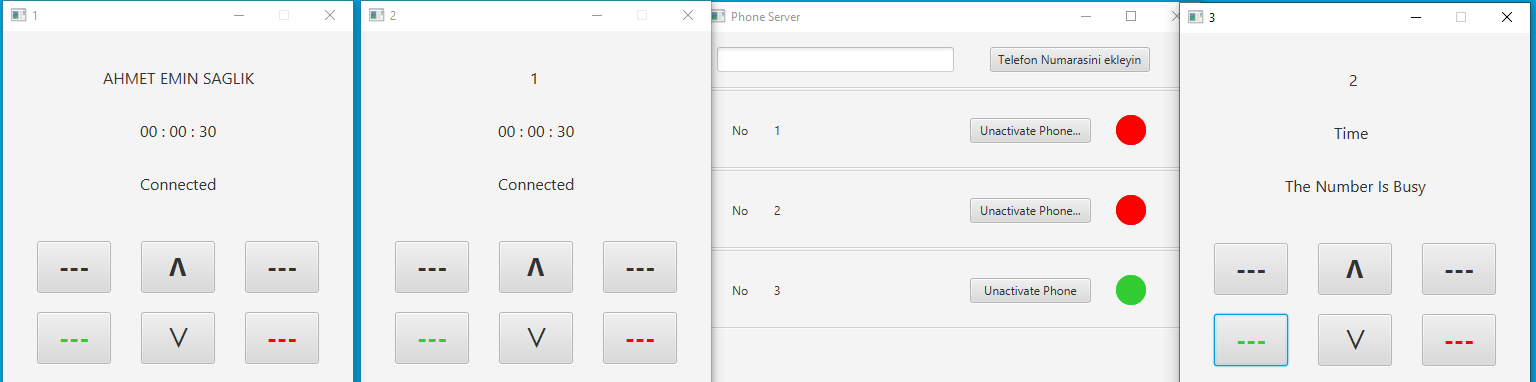 1
AHMET EMIN SAGLIK
00 : 00 : 30
Connected
--- Λ ---
--- V ---
2
1
00 : 00 : 30
Connected
--- Λ ---
--- V ---
Phone Server
Telefon Numarasini ekleyin
No 1 Unactivate Phone...
No 2 Unactivate Phone...
No 3 Unactivate Phone
3
2
Time
The Number Is Busy
--- Λ ---
--- V ---